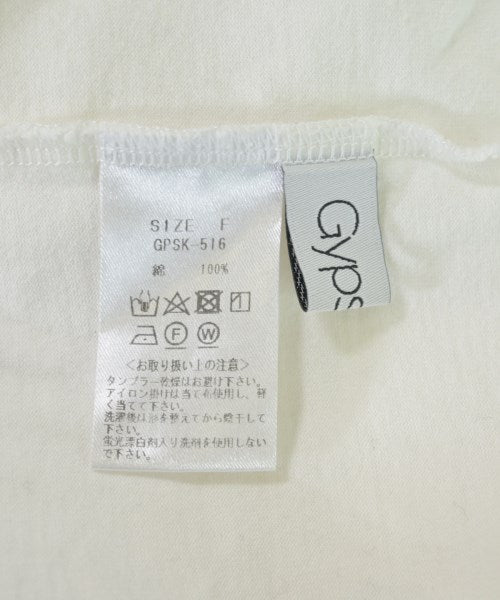 SIZE F
GPSK-516
綿 100%
F W
<お取り扱い上の注意>
タンブラー乾燥はお避け下さい。
アイロン掛けは当て布使用し、軽
く当てて下さい。
洗濯後は形を整えてから陰干して
下さい。
蛍光漂白剤入り洗剤を使用しない
で下さい。
Gyps